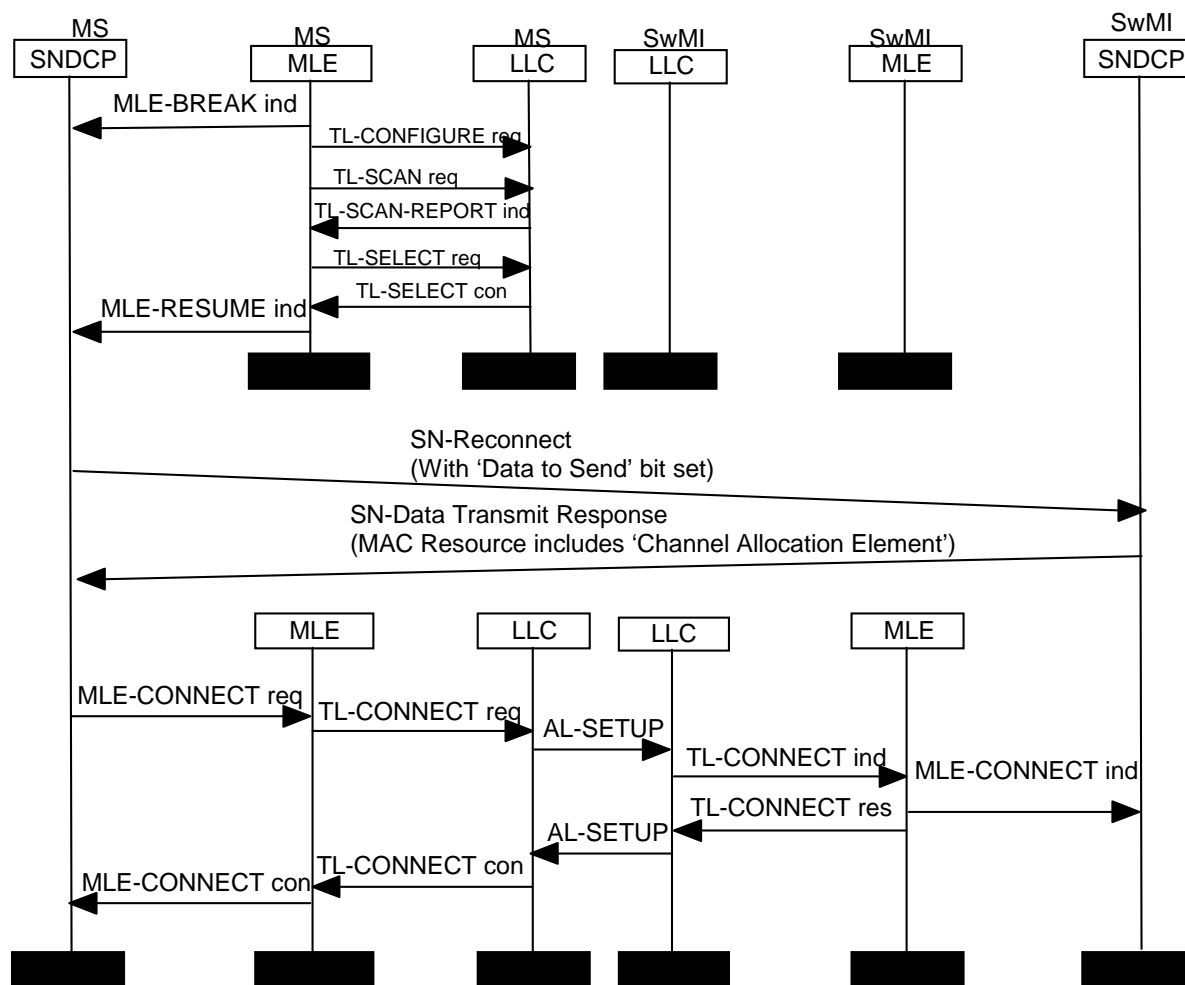 MS
MS
MS
SwMI
SwMI
SwMI
SNDCP
MLE
LLC
LLC
MLE
SNDCP
MLE-BREAK ind
TL-CONFIGURE req
TL-SCAN req
TL-SCAN-REPORT ind
TL-SELECT req
TL-SELECT con
MLE-RESUME ind
SN-Reconnect
(With ‘Data to Send’ bit set)
SN-Data Transmit Response
(MAC Resource includes ‘Channel Allocation Element’)
MLE
LLC
LLC
MLE
MLE-CONNECT req
TL-CONNECT req
AL-SETUP
TL-CONNECT ind
MLE-CONNECT ind
TL-CONNECT res
AL-SETUP
TL-CONNECT con
MLE-CONNECT con